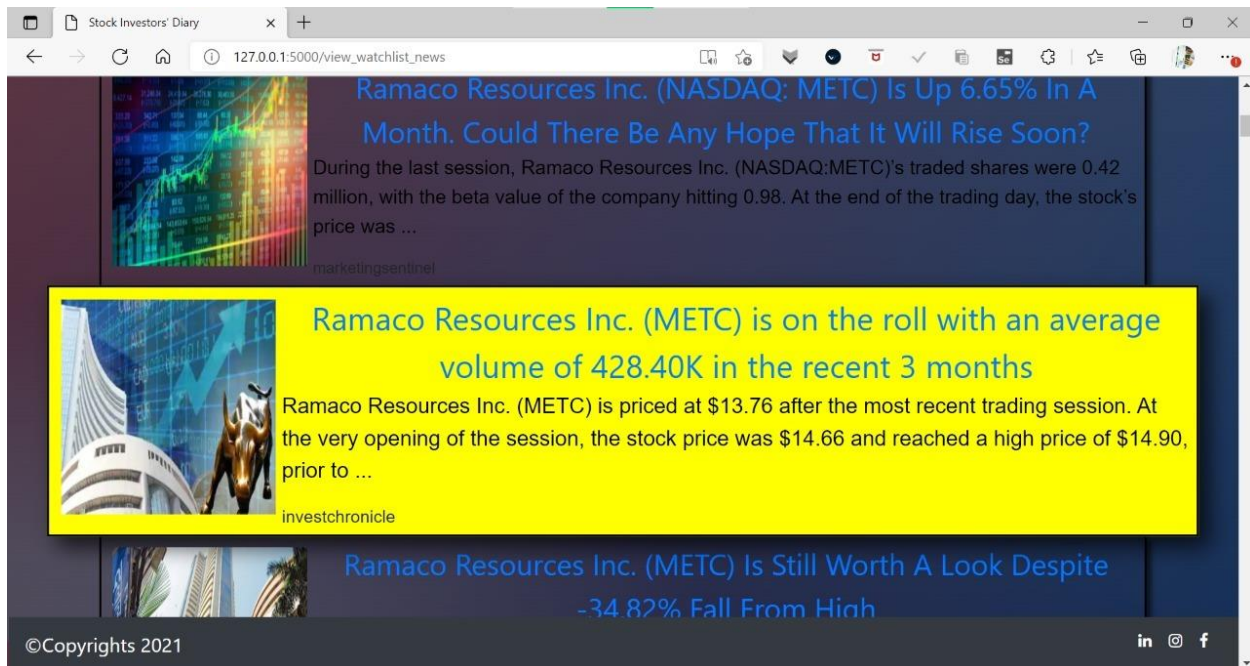 Stock Investors' Diary
127.0.0.1:5000/view_watchlist_news
Ramaco Resources Inc. (NASDAQ: METC) Is Up 6.65% In A
Month. Could There Be Any Hope That It Will Rise Soon?
During the last session, Ramaco Resources Inc. (NASDAQ:METC)’s traded shares were 0.42
million, with the beta value of the company hitting 0.98. At the end of the trading day, the stock’s
price was ...
marketingsentinel
Ramaco Resources Inc. (METC) is on the roll with an average
volume of 428.40K in the recent 3 months
Ramaco Resources Inc. (METC) is priced at $13.76 after the most recent trading session. At
the very opening of the session, the stock price was $14.66 and reached a high price of $14.90,
prior to ...
investchronicle
Ramaco Resources Inc. (METC) Is Still Worth A Look Despite
-34.82% Fall From High
©Copyrights 2021